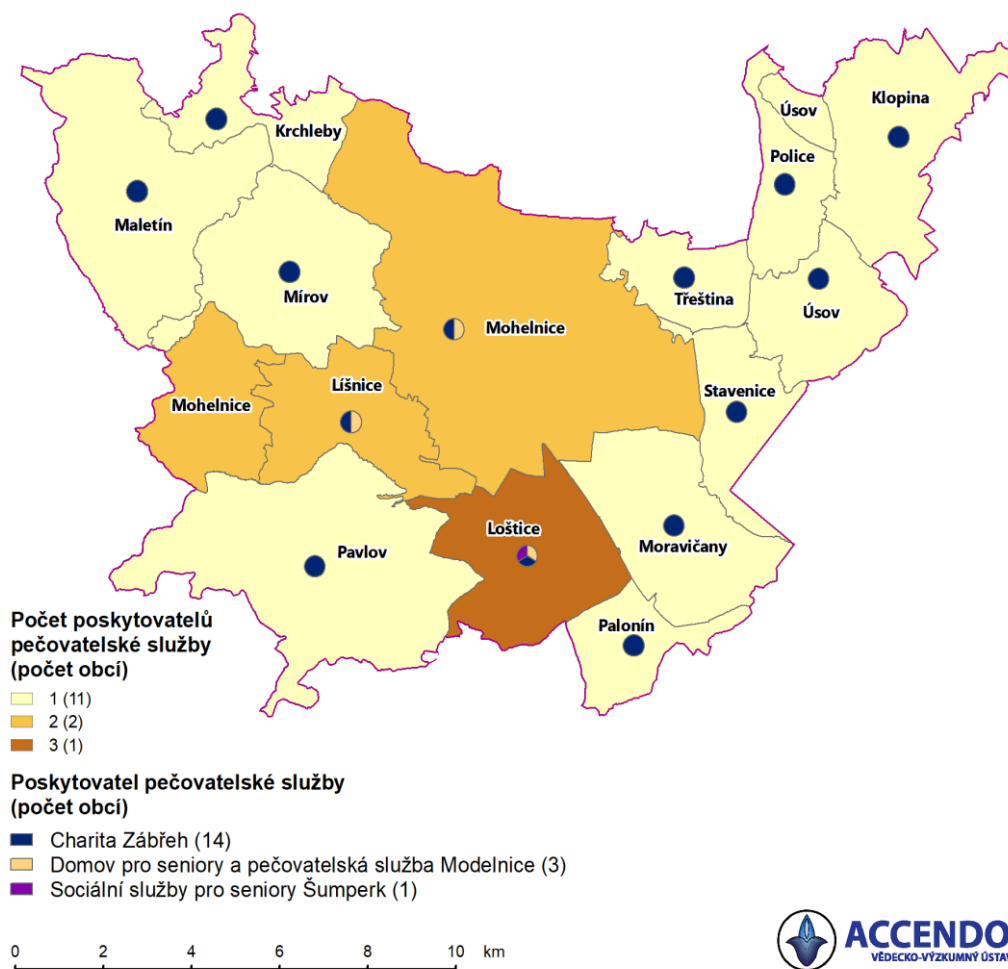 Úsov
Klopina
Krchleby
Police
Maletín
Mírov
Třeština
Úsov
Mohelnice
Líšnice
Stavenice
Mohelnice
Loštice
Pavlov
Moravičany
Palonín
Počet poskytovatelů
pečovatelské služby
(počet obcí)
1 (11)
2 (2)
3 (1)
Poskytovatel pečovatelské služby
(počet obcí)
Charita Zábřeh (14)
Domov pro seniory a pečovatelská služba Modelnice (3)
Sociální služby pro seniory Šumperk (1)
0 2 4 6 8 10 km
ACCENDO
VĚDECKO-VÝZKUMNÝ ÚSTA